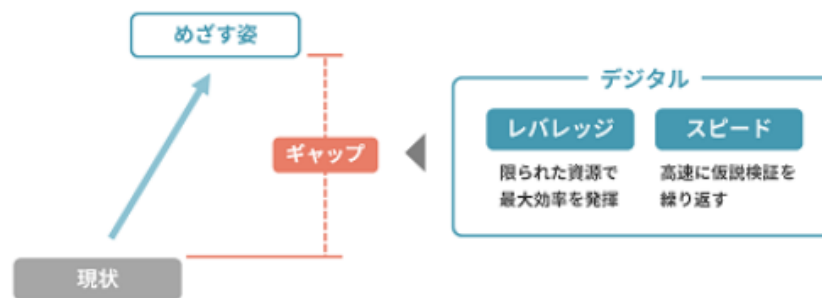 めざす姿
デジタル
レバレッジ
スピード
ギャップ
限られた資源で
最大効率を発揮
高速に仮説検証を
繰り返す
現状